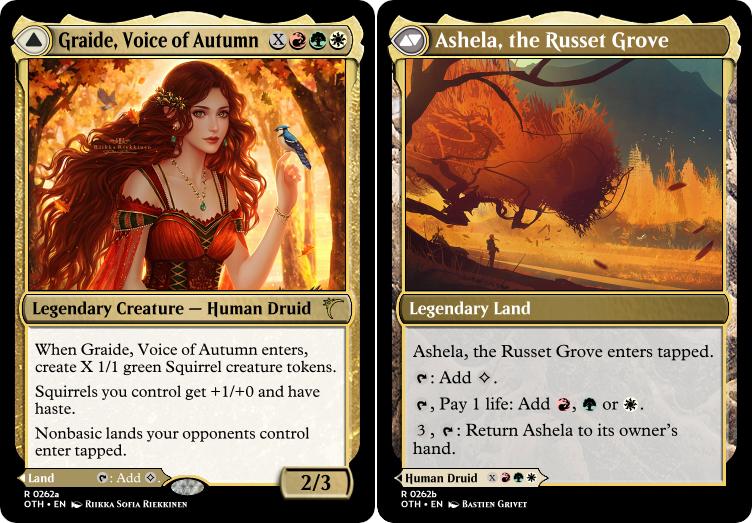 Graide, Voice of Autumn X
Riikka Riekkinen
Legendary Creature — Human Druid
When Graide, Voice of Autumn enters,
create X 1/1 green Squirrel creature tokens.
Squirrels you control get +1/+0 and have
haste.
Nonbasic lands your opponents control
enter tapped.
Land : Add .
2/3
R 0262a
OTH • EN Riikka Sofia Riekkinen
Ashela, the Russet Grove
Legendary Land
Ashela, the Russet Grove enters tapped.
: Add .
, Pay 1 life: Add , or .
3 , : Return Ashela to its owner's
hand.
Human Druid X
R 0262b
OTH • EN Bastien Grivet